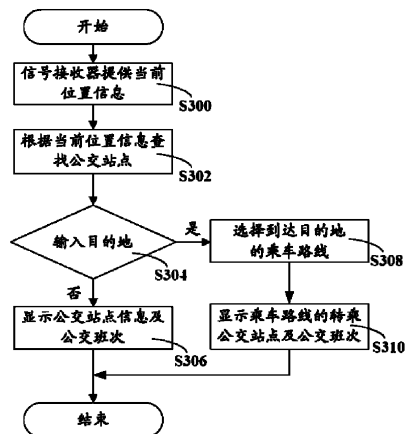 开始
信号接收器提供当前
位置信息
S300
根据当前位置信息查
找公交站点
S302
输入目的地
S304
是
选择到达目的地
的乘车路线
S308
否
显示公交站点信息及
公交班次
S306
显示乘车路线的转乘
公交站点及公交班次
S310
结束